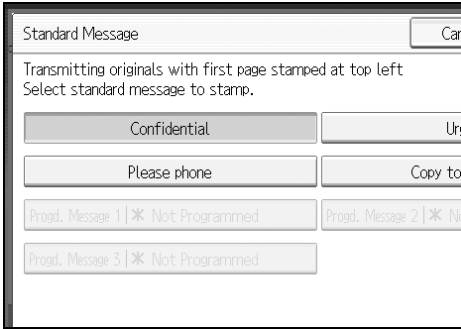 Standard Message
Transmitting originals with first page stamped at top left
Select standard message to stamp.
Confidential
Please phone Copy to
Progd. Message 1 * Not Programmed Progd. Message 2 *
Progd. Message 3 * Not Programmed